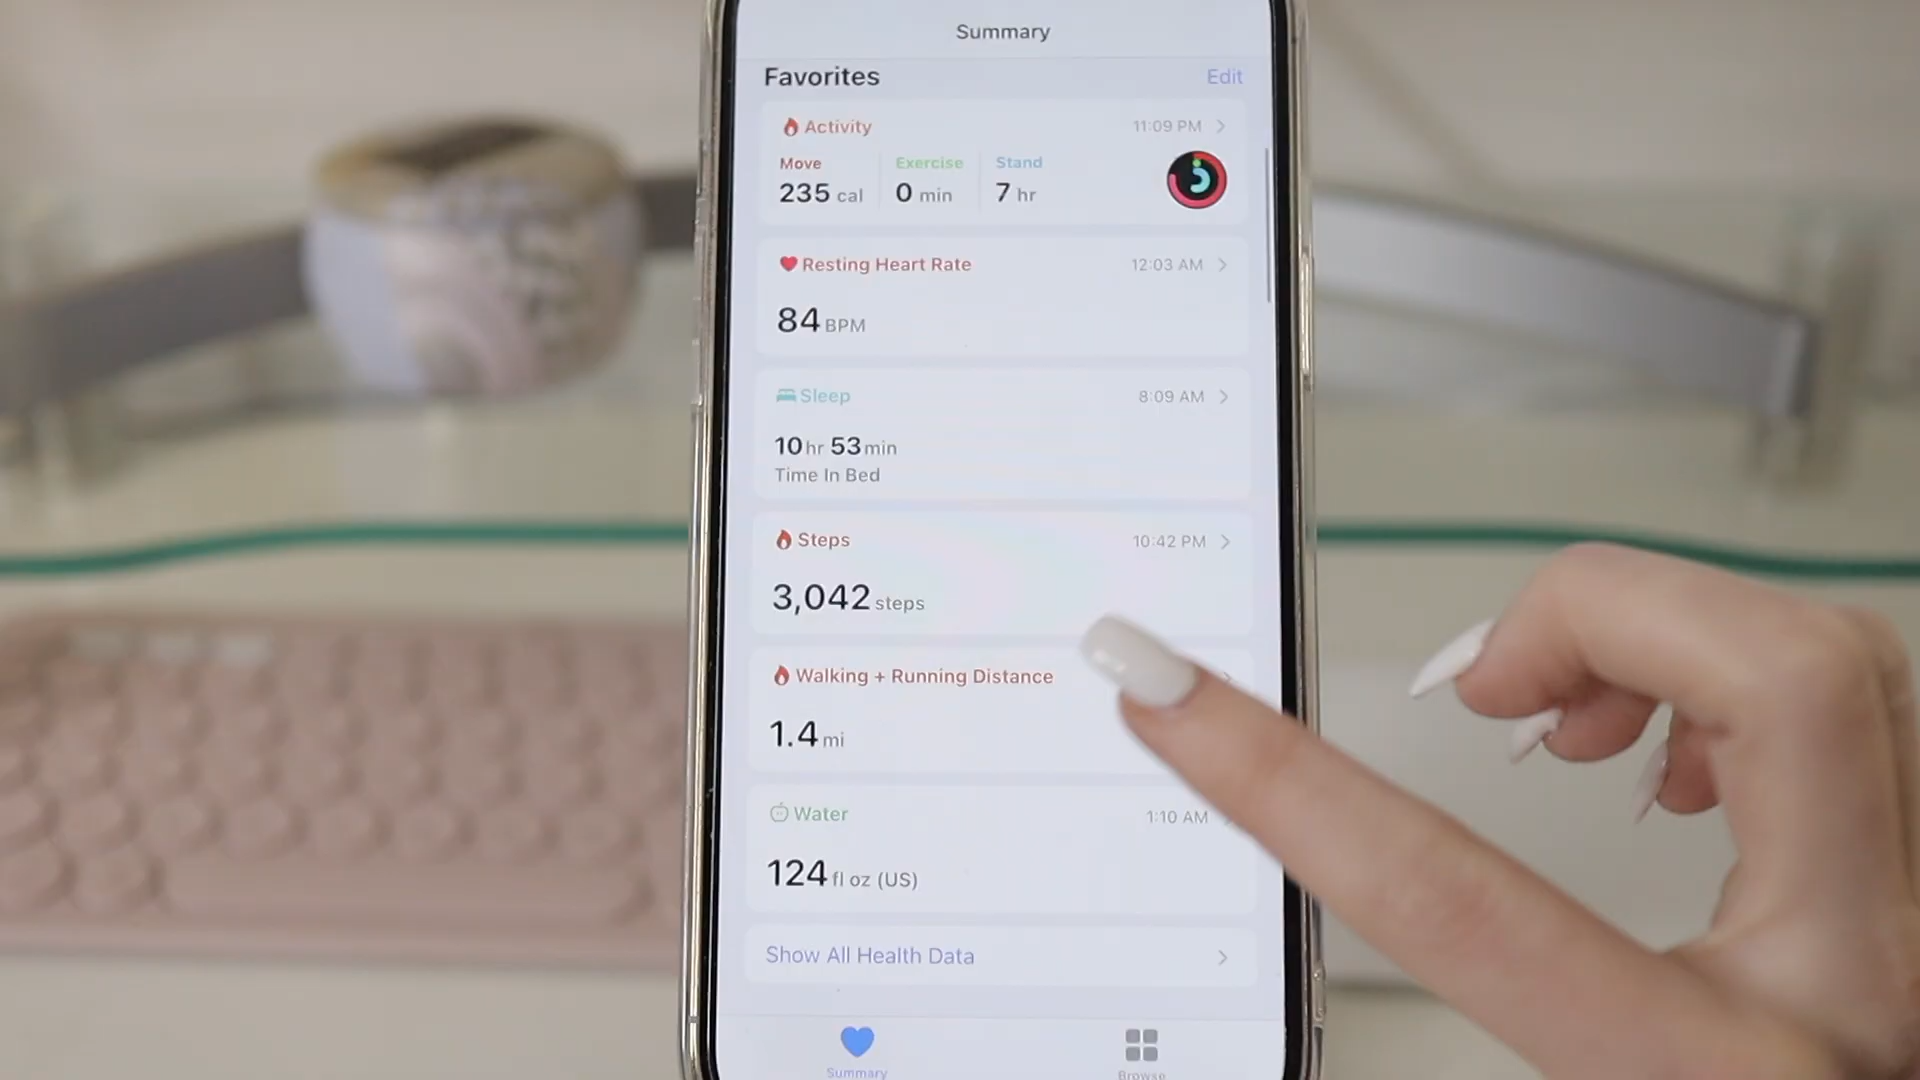 Summary
Favorites Edit
Activity 11:09 PM
Move Exercise Stand
235 cal 0 min 7 hr
Resting Heart Rate 12:03 AM
84 BPM
Sleep 8:09 AM
10 hr 53 min
Time In Bed
Steps 10:42 PM
3,042 steps
Walking + Running Distance
1.4 mi
Water 1:10 AM
124 fl oz (US)
Show All Health Data
Summary Browse